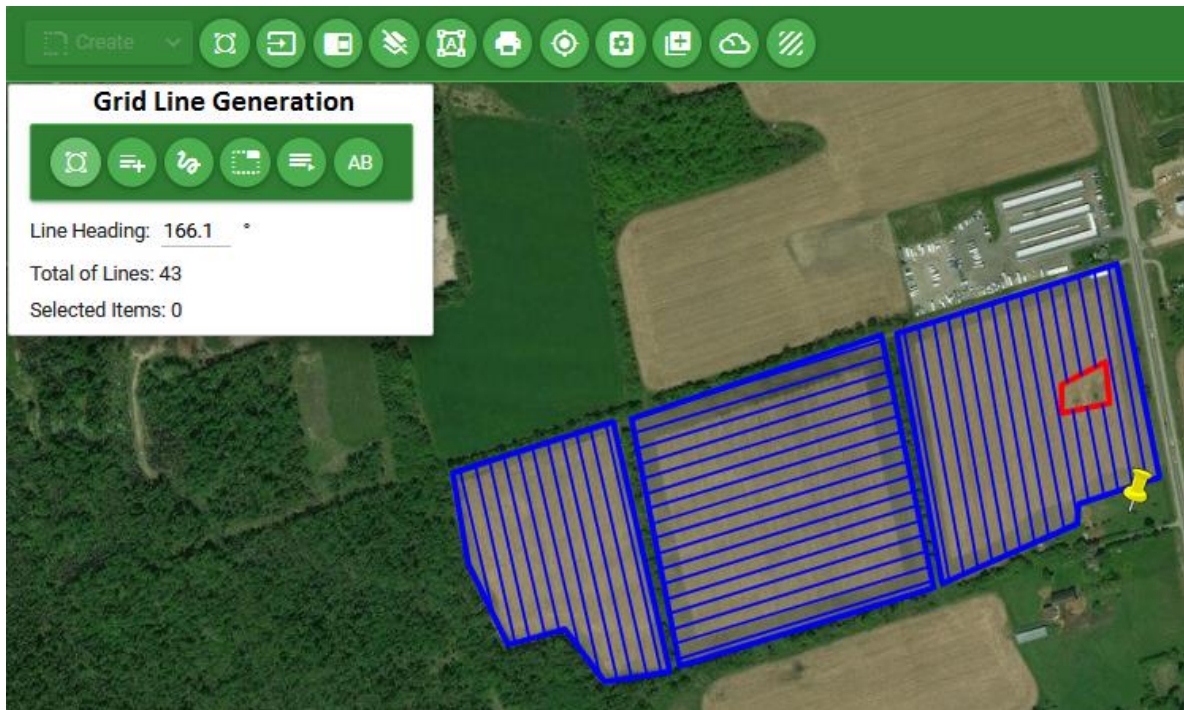 Create
A
Grid Line Generation
AB
Line Heading: 166.1 °
Total of Lines: 43
Selected Items: 0